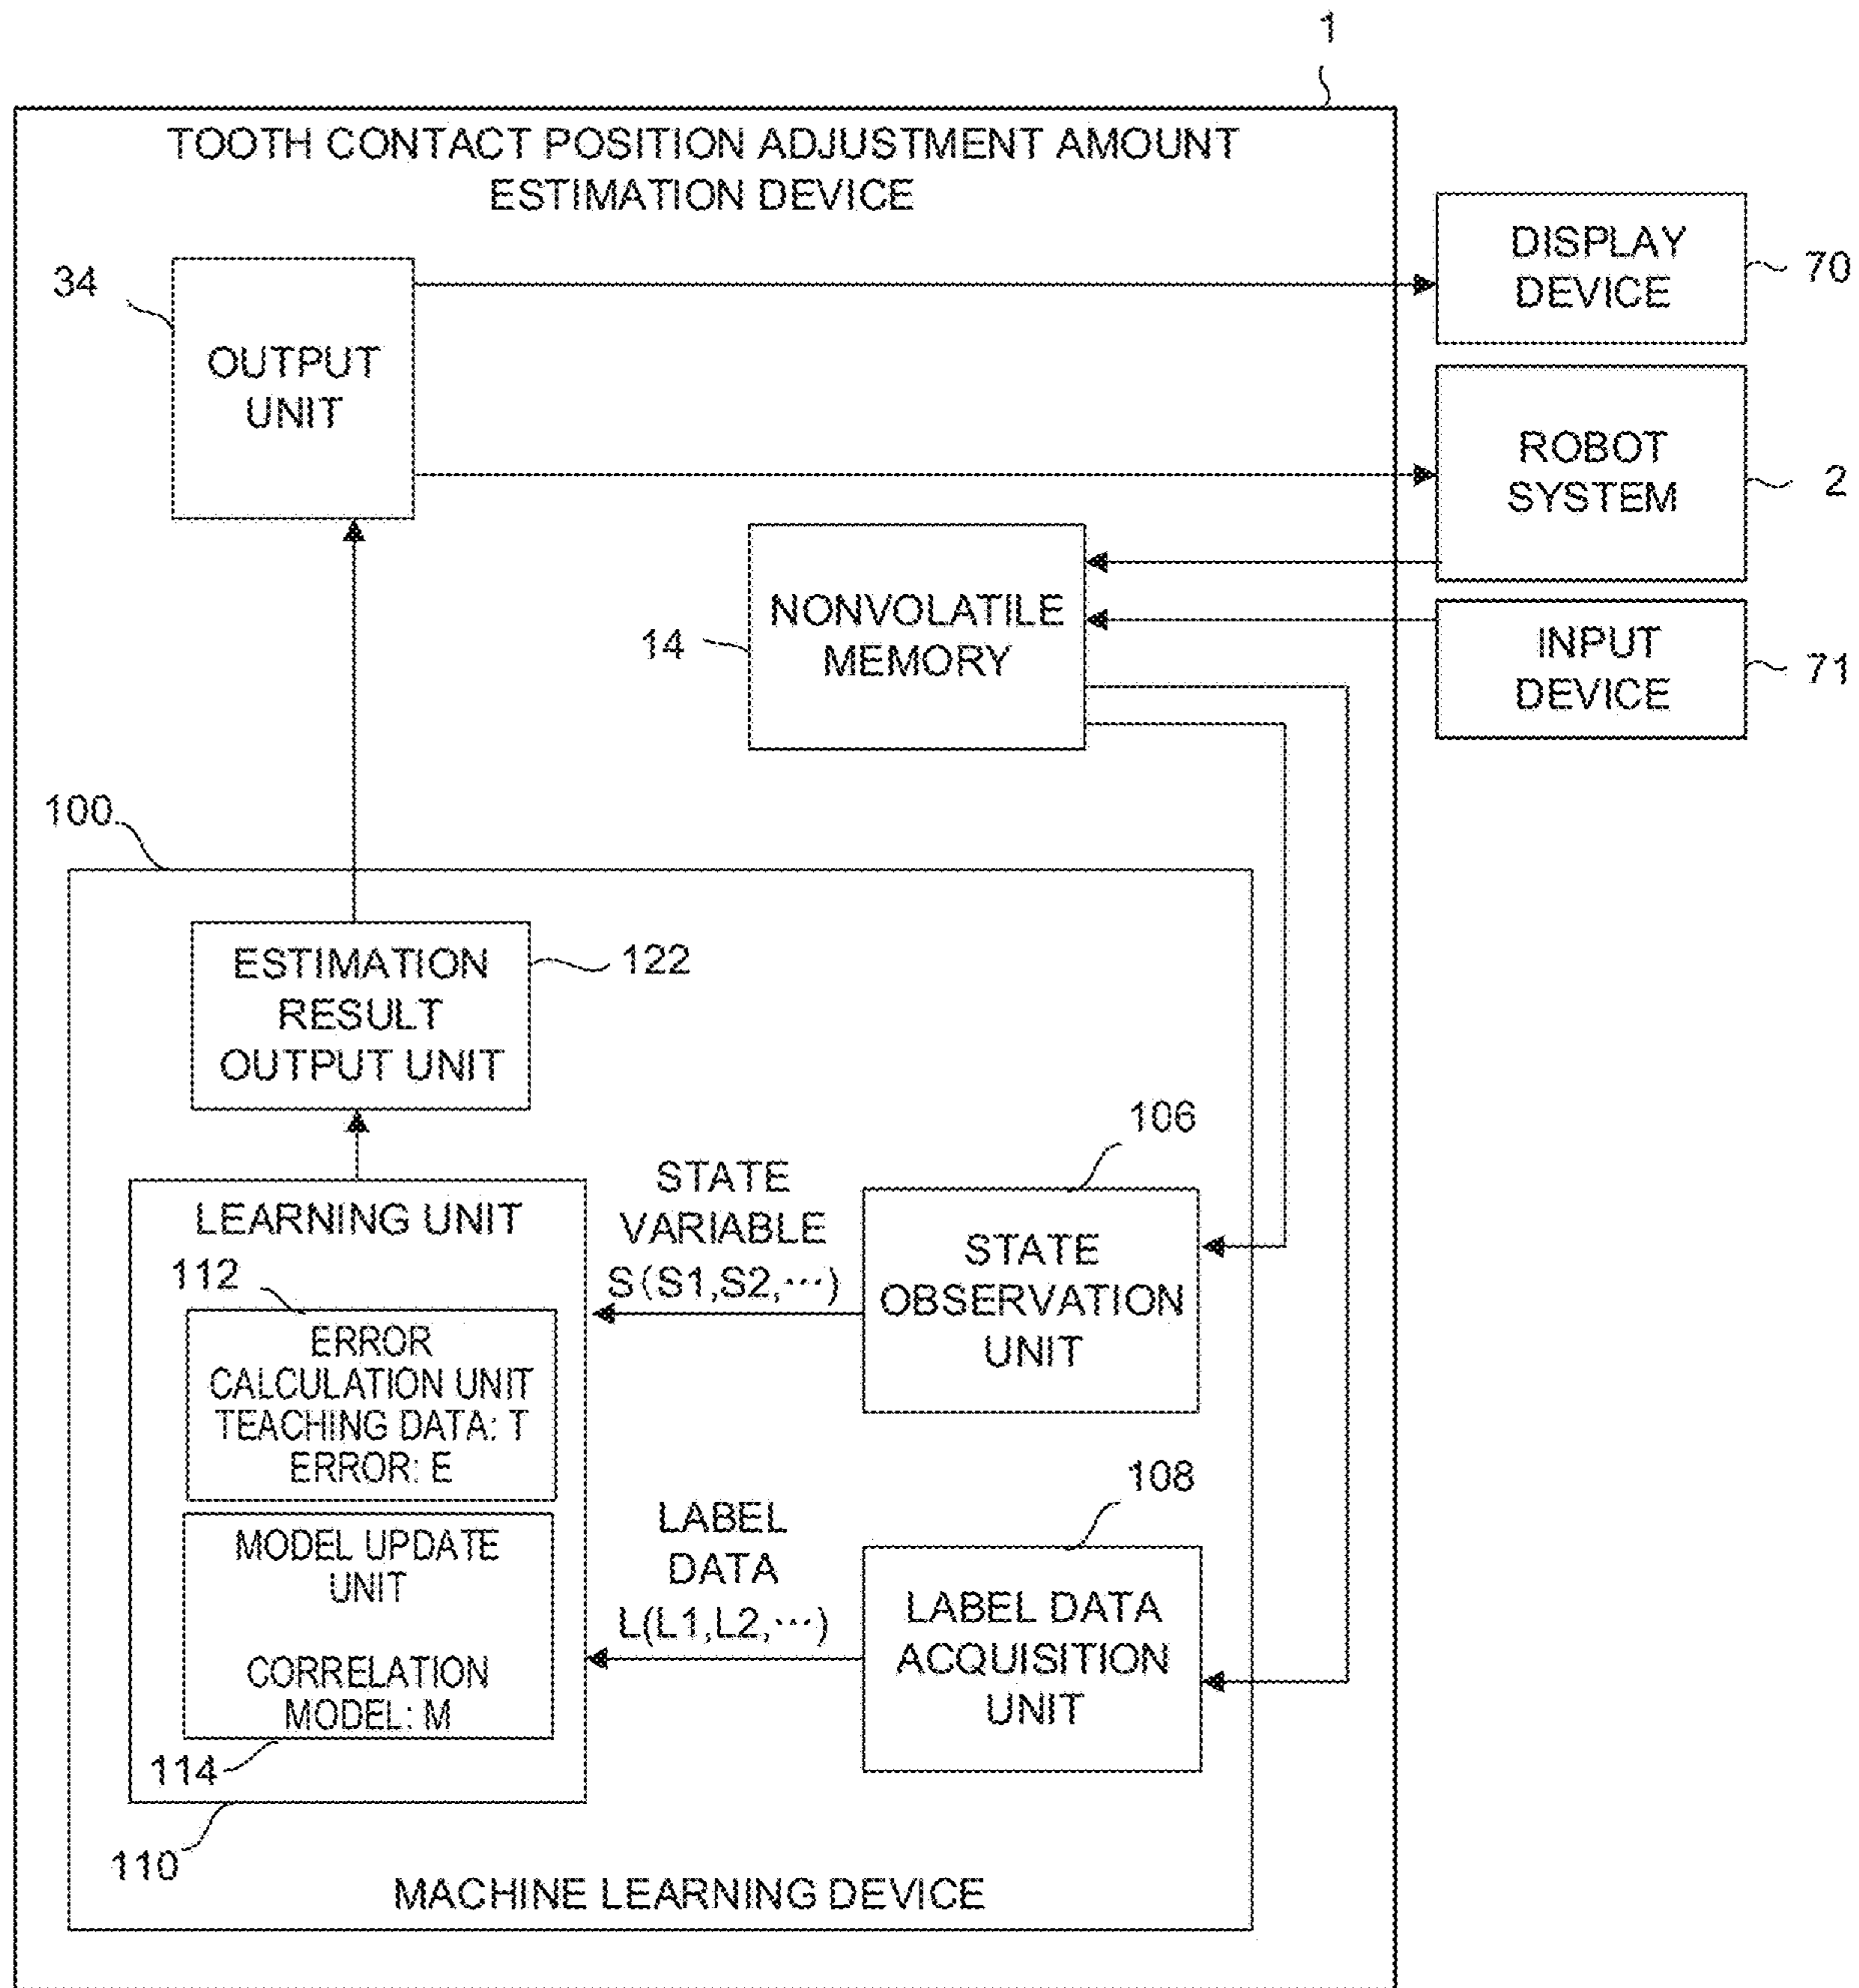 1
TOOTH CONTACT POSITION ADJUSTMENT AMOUNT
ESTIMATION DEVICE
34
OUTPUT
UNIT
DISPLAY
DEVICE
70
ROBOT
SYSTEM
2
NONVOLATILE
MEMORY
14
INPUT
DEVICE
71
100
ESTIMATION
RESULT
OUTPUT UNIT
122
106
STATE
VARIABLE
S(S1,S2,⋯)
STATE
OBSERVATION
UNIT
LEARNING UNIT
112
ERROR
CALCULATION UNIT
TEACHING DATA: T
ERROR: E
108
LABEL
DATA
L(L1,L2,⋯)
LABEL DATA
ACQUISITION
UNIT
MODEL UPDATE
UNIT
CORRELATION
MODEL: M
114
110
MACHINE LEARNING DEVICE